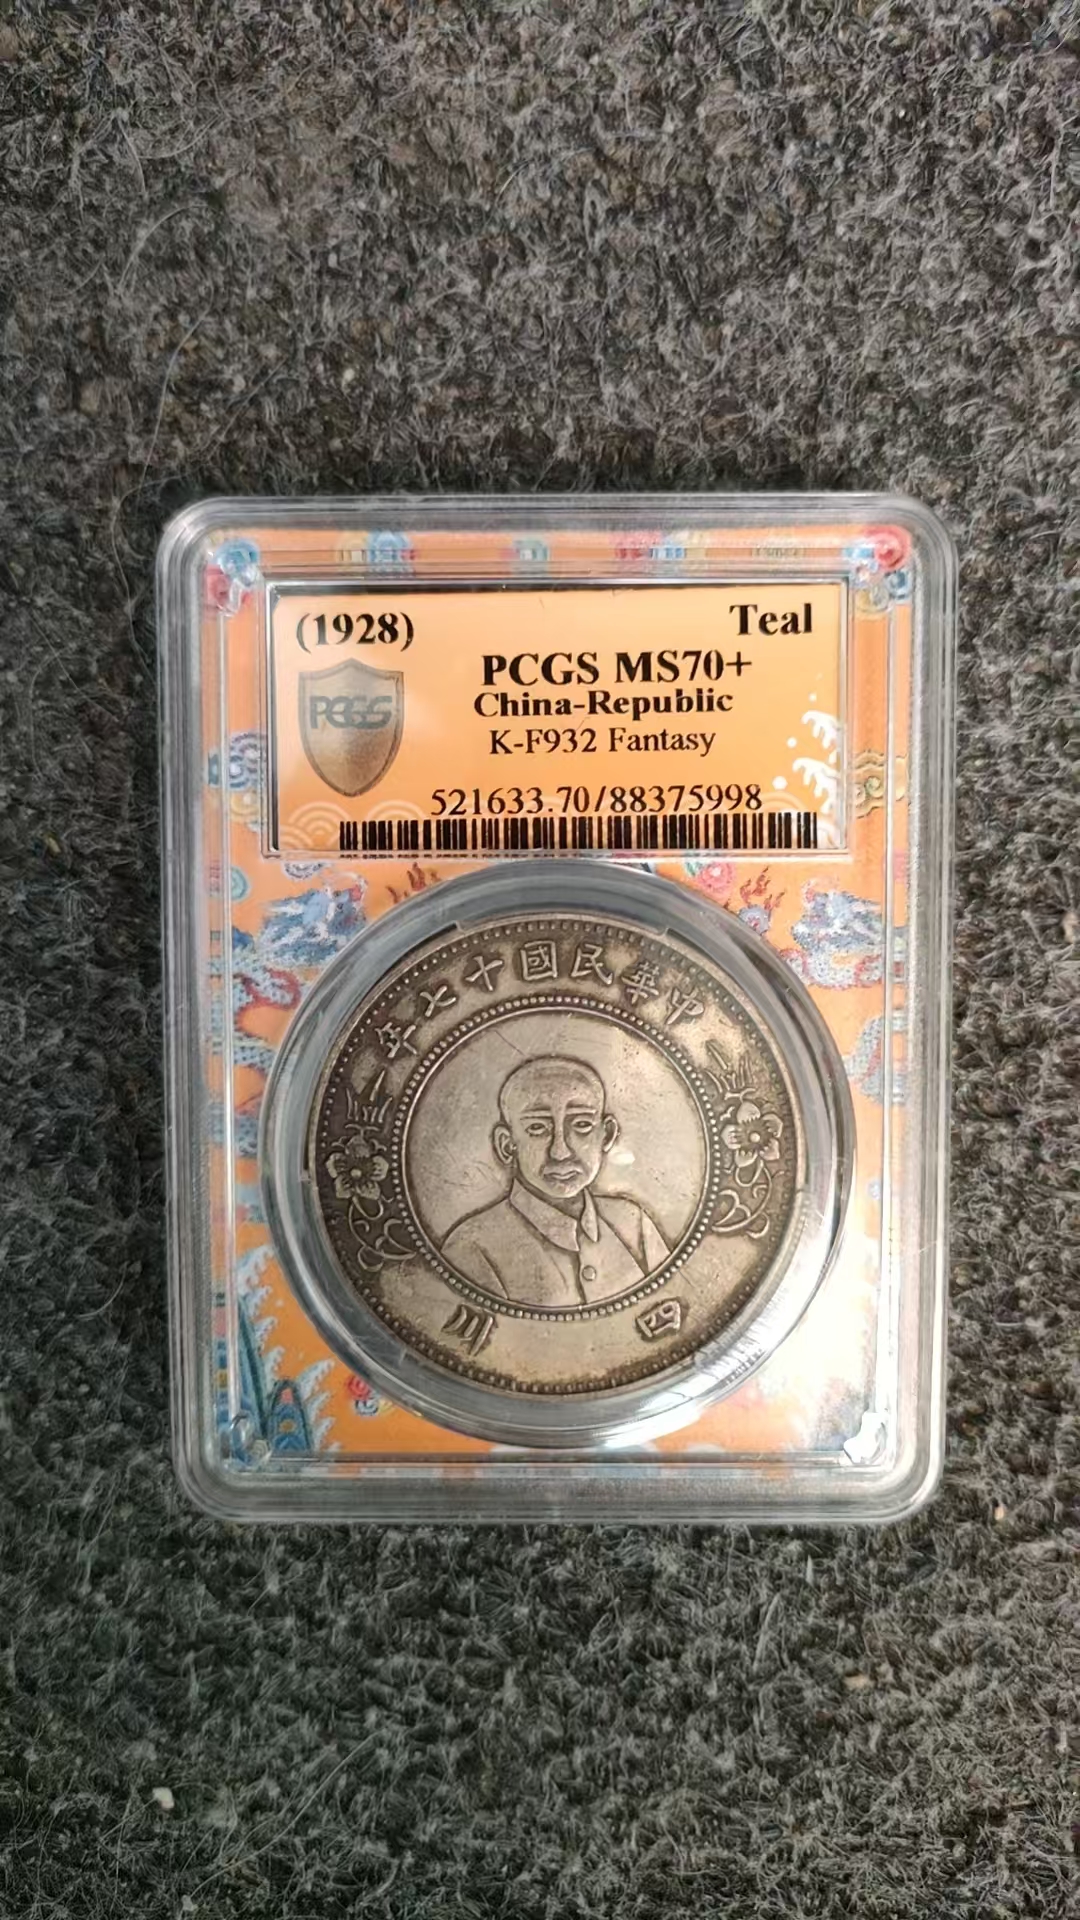 (1928) Teal
PCGS MS70+
China-Republic
PCGS
K-F932 Fantasy
521633.70/88375998
中華民國十七年
四川